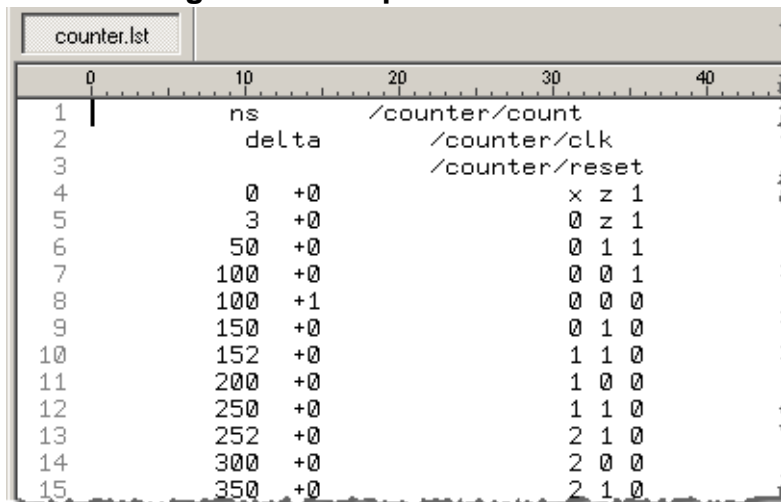 counter.lst
0 10 20 30 40
1 ns /counter/count
2 delta /counter/clk
3 /counter/reset
4 0 +0 x z 1
5 3 +0 0 z 1
6 50 +0 0 1 1
7 100 +0 0 0 1
8 100 +1 0 0 0
9 150 +0 0 1 0
10 152 +0 1 1 0
11 200 +0 1 0 0
12 250 +0 1 1 0
13 252 +0 2 1 0
14 300 +0 2 0 0
15 350 +0 2 1 0